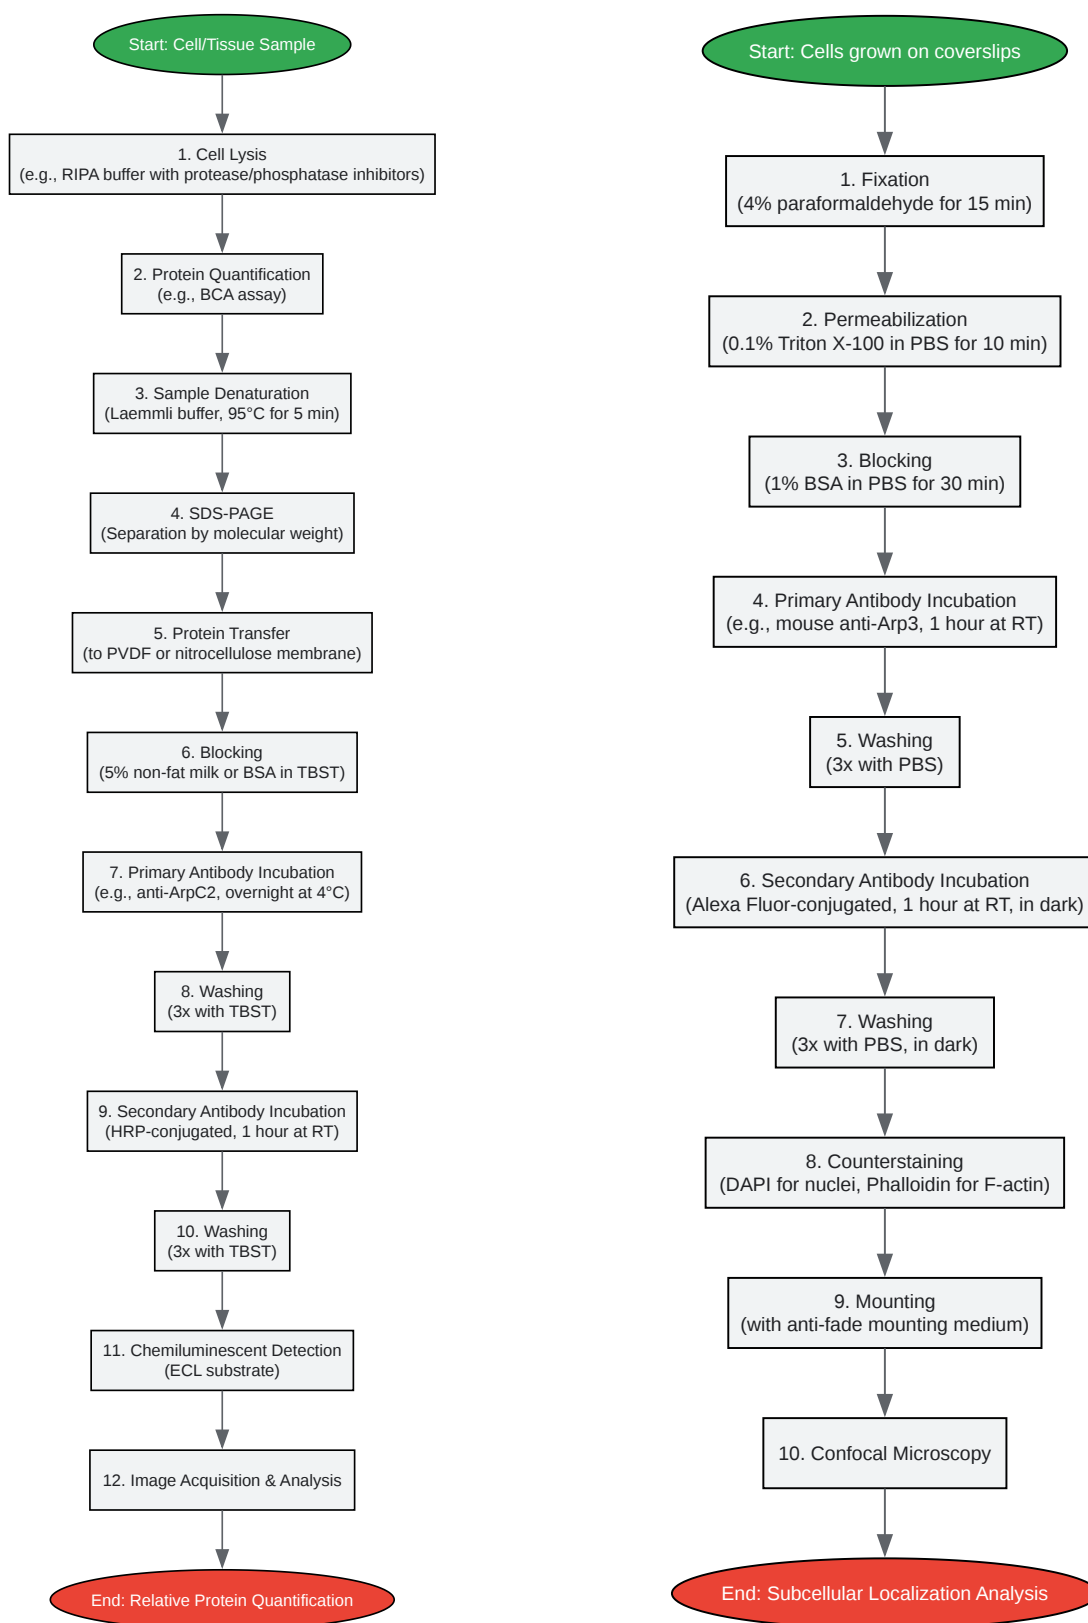 Start: Cell/Tissue Sample
1. Cell Lysis
(e.g., RIPA buffer with protease/phosphatase inhibitors)
2. Protein Quantification
(e.g., BCA assay)
3. Sample Denaturation
(Laemmli buffer, 95°C for 5 min)
4. SDS-PAGE
(Separation by molecular weight)
5. Protein Transfer
(to PVDF or nitrocellulose membrane)
6. Blocking
(5% non-fat milk or BSA in TBST)
7. Primary Antibody Incubation
(e.g., anti-ArpC2, overnight at 4°C)
8. Washing
(3x with TBST)
9. Secondary Antibody Incubation
(HRP-conjugated, 1 hour at RT)
10. Washing
(3x with TBST)
11. Chemiluminescent Detection
(ECL substrate)
12. Image Acquisition & Analysis
End: Relative Protein Quantification
Start: Cells grown on coverslips
1. Fixation
(4% paraformaldehyde for 15 min)
2. Permeabilization
(0.1% Triton X-100 in PBS for 10 min)
3. Blocking
(1% BSA in PBS for 30 min)
4. Primary Antibody Incubation
(e.g., mouse anti-Arp3, 1 hour at RT)
5. Washing
(3x with PBS)
6. Secondary Antibody Incubation
(Alexa Fluor-conjugated, 1 hour at RT, in dark)
7. Washing
(3x with PBS, in dark)
8. Counterstaining
(DAPI for nuclei, Phalloidin for F-actin)
9. Mounting
(with anti-fade mounting medium)
10. Confocal Microscopy
End: Subcellular Localization Analysis